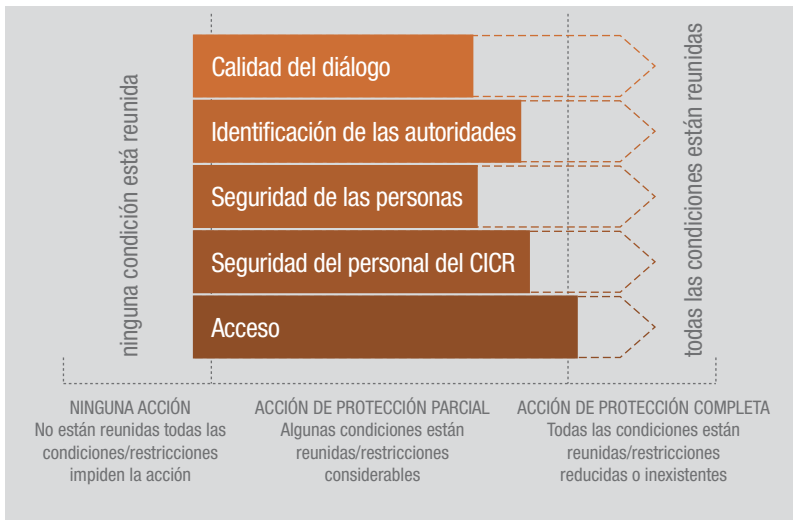 ninguna condición está reunida
Calidad del diálogo
Identificación de las autoridades
Seguridad de las personas
Seguridad del personal del CICR
Acceso
todas las condiciones están reunidas
NINGUNA ACCIÓN
No están reunidas todas las
condiciones/restricciones
impiden la acción
ACCIÓN DE PROTECCIÓN PARCIAL
Algunas condiciones están
reunidas/restricciones
considerables
ACCIÓN DE PROTECCIÓN COMPLETA
Todas las condiciones están
reunidas/restricciones
reducidas o inexistentes